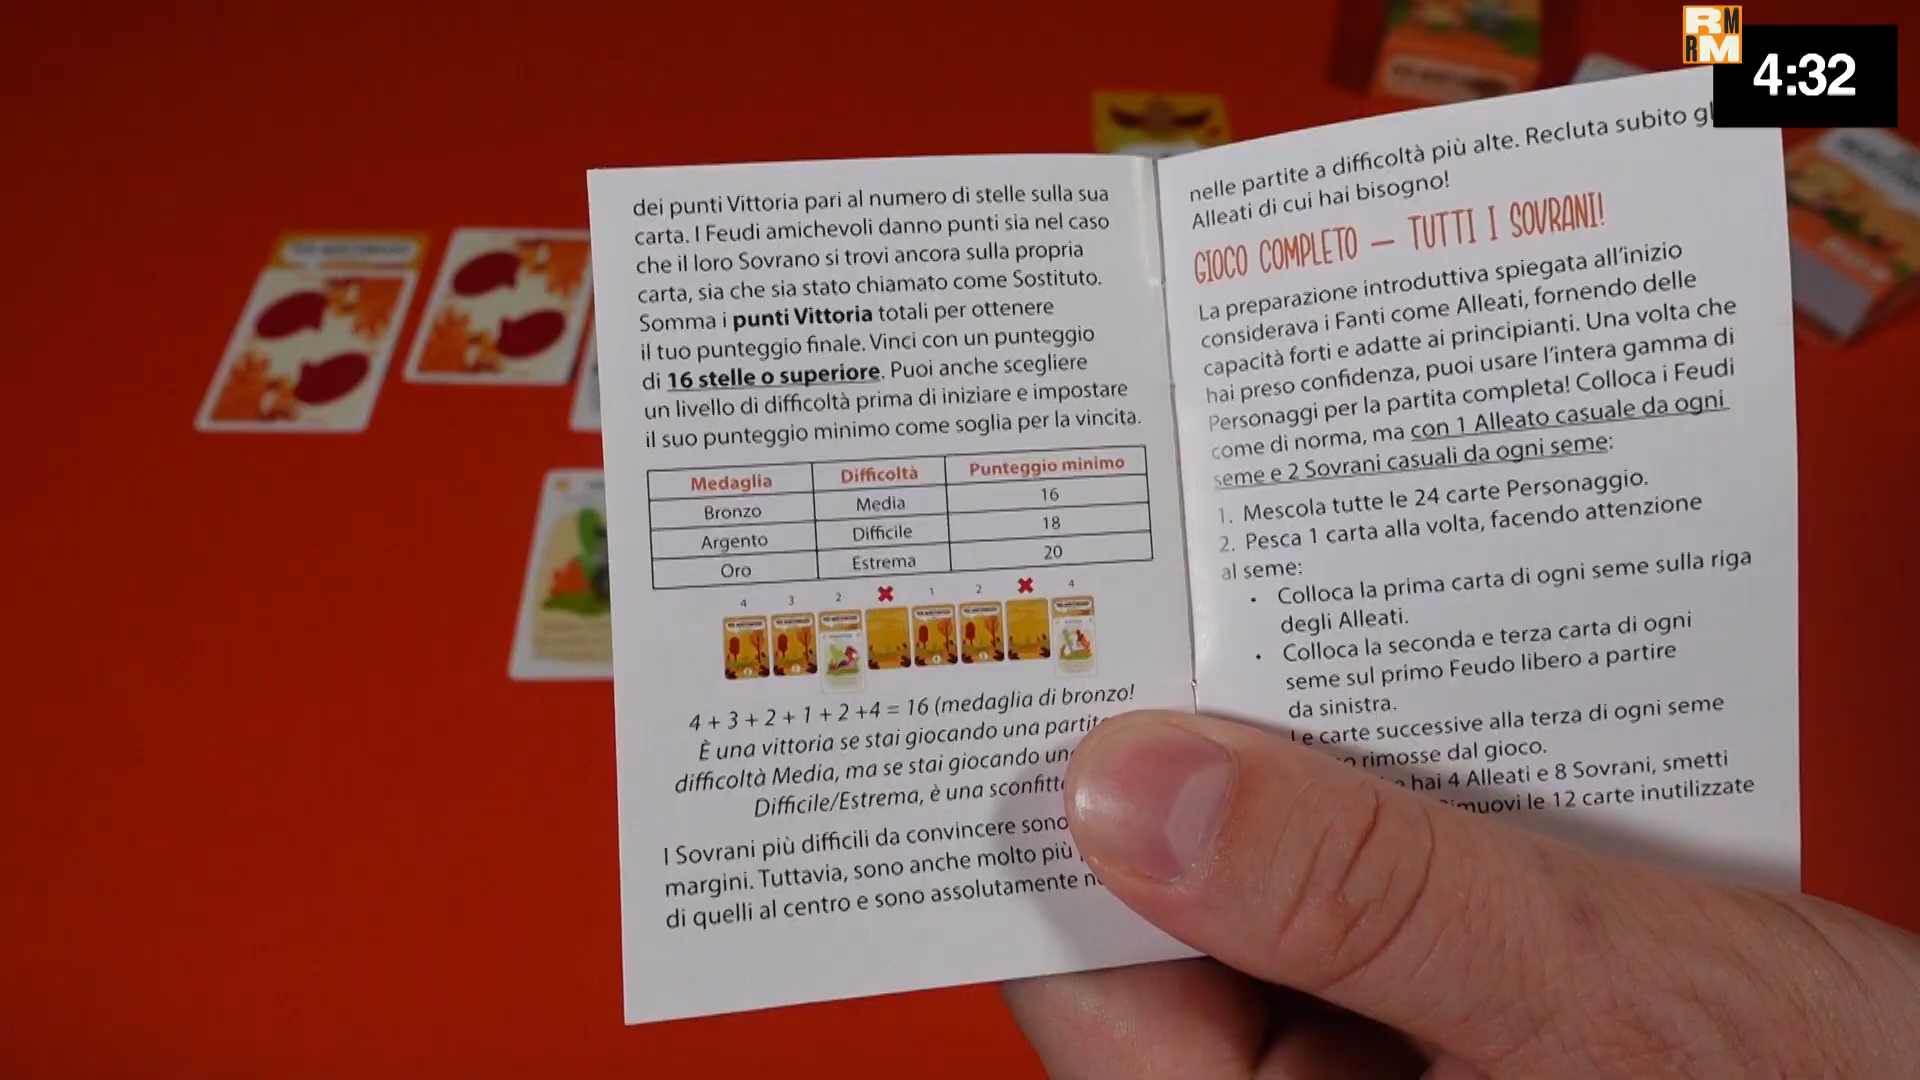 RM
RM
4:32
dei punti Vittoria pari al numero di stelle sulla sua
carta. I Feudi amichevoli danno punti sia nel caso
che il loro Sovrano si trovi ancora sulla propria
carta, sia che sia stato chiamato come Sostituto.
Somma i punti Vittoria totali per ottenere
il tuo punteggio finale. Vinci con un punteggio
di 16 stelle o superiore. Puoi anche scegliere
un livello di difficoltà prima di iniziare e impostare
il suo punteggio minimo come soglia per la vincita.
Medaglia Difficoltà Punteggio minimo
Bronzo Media 16
Argento Difficile 18
Oro Estrema 20
4 3 2 1 2 4
4 + 3 + 2 + 1 + 2 +4 = 16 (medaglia di bronzo!
È una vittoria se stai giocando una
difficoltà Media, ma se stai giocando
Difficile/Estrema, è una
I Sovrani più difficili da convincere sono
margini. Tuttavia, sono anche molto più
di quelli al centro e sono assolutamente
nelle partite a difficoltà più alte. Recluta subito
Alleati di cui hai bisogno!
GIOCO COMPLETO – TUTTI I SOVRANI!
La preparazione introduttiva spiegata all'inizio
considerava i Fanti come Alleati, fornendo delle
capacità forti e adatte ai principianti. Una volta che
hai preso confidenza, puoi usare l'intera gamma di
Personaggi per la partita completa! Colloca i Feudi
come di norma, ma con 1 Alleato casuale da ogni
seme e 2 Sovrani casuali da ogni seme:
1. Mescola tutte le 24 carte Personaggio.
2. Pesca 1 carta alla volta, facendo attenzione
al seme:
• Colloca la prima carta di ogni seme sulla riga
degli Alleati.
• Colloca la seconda e terza carta di ogni
seme sul primo Feudo libero a partire
da sinistra.
Le carte successive alla terza di ogni seme
rimosse dal gioco.
hai 4 Alleati e 8 Sovrani, smetti
le 12 carte inutilizzate